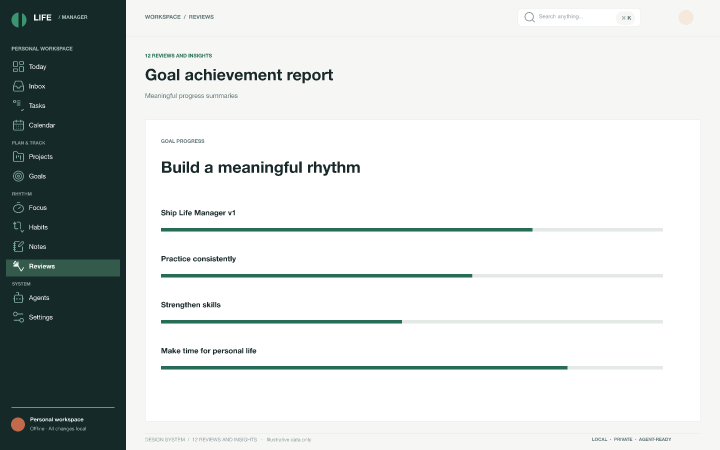 LIFE / MANAGER
PERSONAL WORKSPACE
Today
Inbox
Tasks
Calendar
PLAN & TRACK
Projects
Goals
RHYTHM
Focus
Habits
Notes
Reviews
SYSTEM
Agents
Settings
Personal workspace
Offline · All changes local
WORKSPACE / REVIEWS
Search anything...
⌘ K
12 REVIEWS AND INSIGHTS
Goal achievement report
Meaningful progress summaries
GOAL PROGRESS
Build a meaningful rhythm
Ship Life Manager v1
Practice consistently
Strengthen skills
Make time for personal life
DESIGN SYSTEM / 12 REVIEWS AND INSIGHTS · Illustrative data only
LOCAL · PRIVATE · AGENT-READY